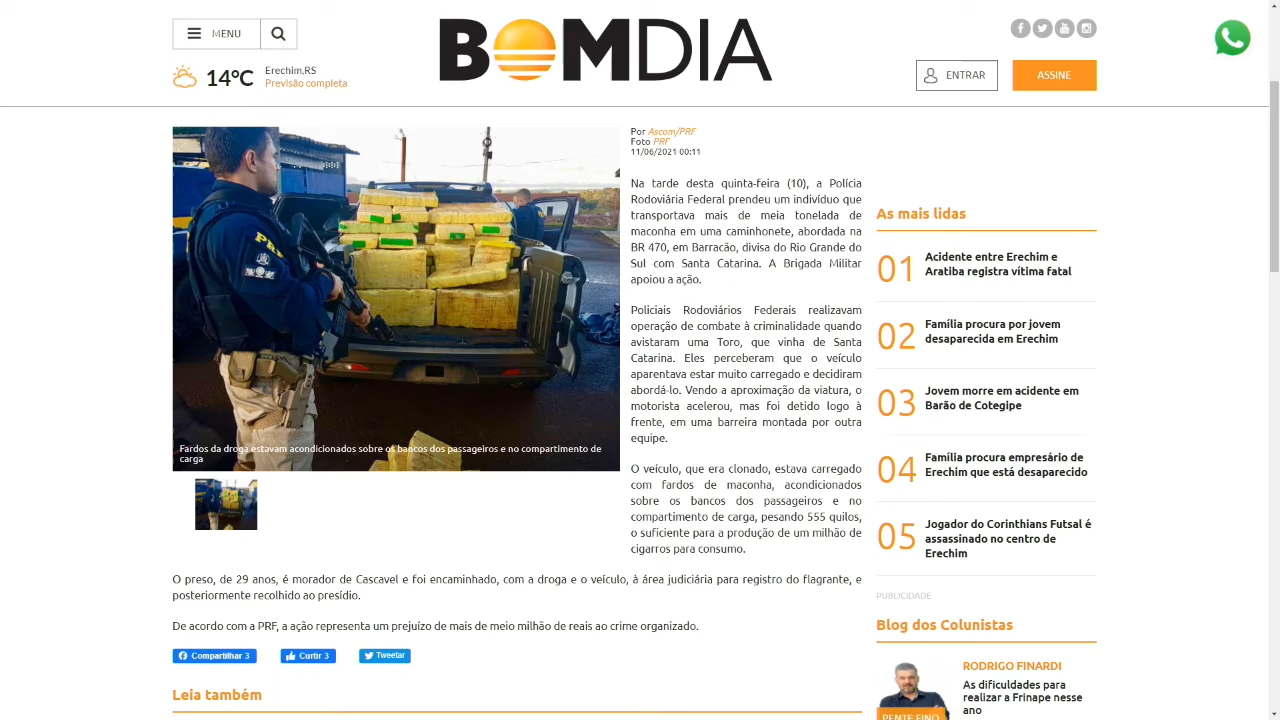 MENU
BOMDIA
14°C
Erechim,RS
Previsão completa
ENTRAR
ASSINE
PRF
Fardos da droga estavam acondicionados sobre os bancos dos passageiros e no compartimento de
carga
Por Ascom/PRF
Foto PRF
11/06/2021 00:11
Na tarde desta quinta-feira (10), a Polícia
Rodoviária Federal prendeu um indivíduo que
transportava mais de meia tonelada de
maconha em uma caminhonete, abordada na
BR 470, em Barracão, divisa do Rio Grande do
Sul com Santa Catarina. A Brigada Militar
apoiou a ação.
Policiais Rodoviários Federais realizavam
operação de combate à criminalidade quando
avistaram uma Toro, que vinha de Santa
Catarina. Eles perceberam que o veículo
aparentava estar muito carregado e decidiram
abordá-lo. Vendo a aproximação da viatura, o
motorista acelerou, mas foi detido logo à
frente, em uma barreira montada por outra
equipe.
O veículo, que era clonado, estava carregado
com fardos de maconha, acondicionados
sobre os bancos dos passageiros e no
compartimento de carga, pesando 555 quilos,
o suficiente para a produção de um milhão de
cigarros para consumo.
O preso, de 29 anos, é morador de Cascavel e foi encaminhado, com a droga e o veículo, à área judiciária para registro do flagrante, e
posteriormente recolhido ao presídio.
De acordo com a PRF, a ação representa um prejuízo de mais de meio milhão de reais ao crime organizado.
Compartilhar 3
Curtir 3
Tweetar
Leia também
As mais lidas
01 Acidente entre Erechim e
Aratiba registra vítima fatal
02 Família procura por jovem
desaparecida em Erechim
03 Jovem morre em acidente em
Barão de Cotegipe
04 Família procura empresário de
Erechim que está desaparecido
05 Jogador do Corinthians Futsal é
assassinado no centro de
Erechim
PUBLICIDADE
Blog dos Colunistas
RODRIGO FINARDI
As dificuldades para
realizar a Frinape nesse
ano
PENTE FINO